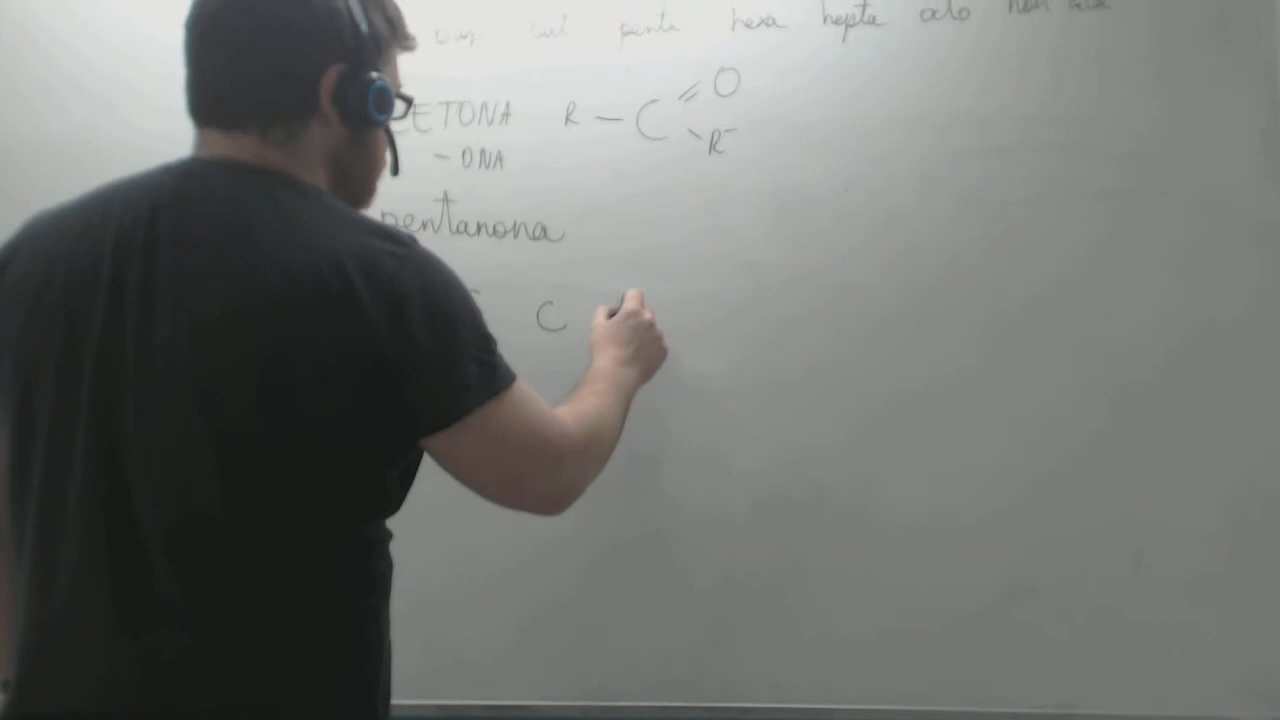 penta hexa hepta octo
CETONA R - C = O
- ONA \ R-
pentanona
C